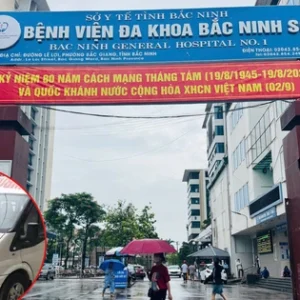 SỞ Y TẾ TỈNH BẮC NINH
BỆNH VIỆN ĐA KHOA BẮC NINH S
BAC NINH GENERAL HOSPITAL NO. 1
KỶ NIỆM 80 NĂM CÁCH MẠNG THÁNG TÁM (19/8/1945-19/8/20
VÀ QUỐC KHÁNH NƯỚC CỘNG HÒA XHCN VIỆT NAM (02/9)